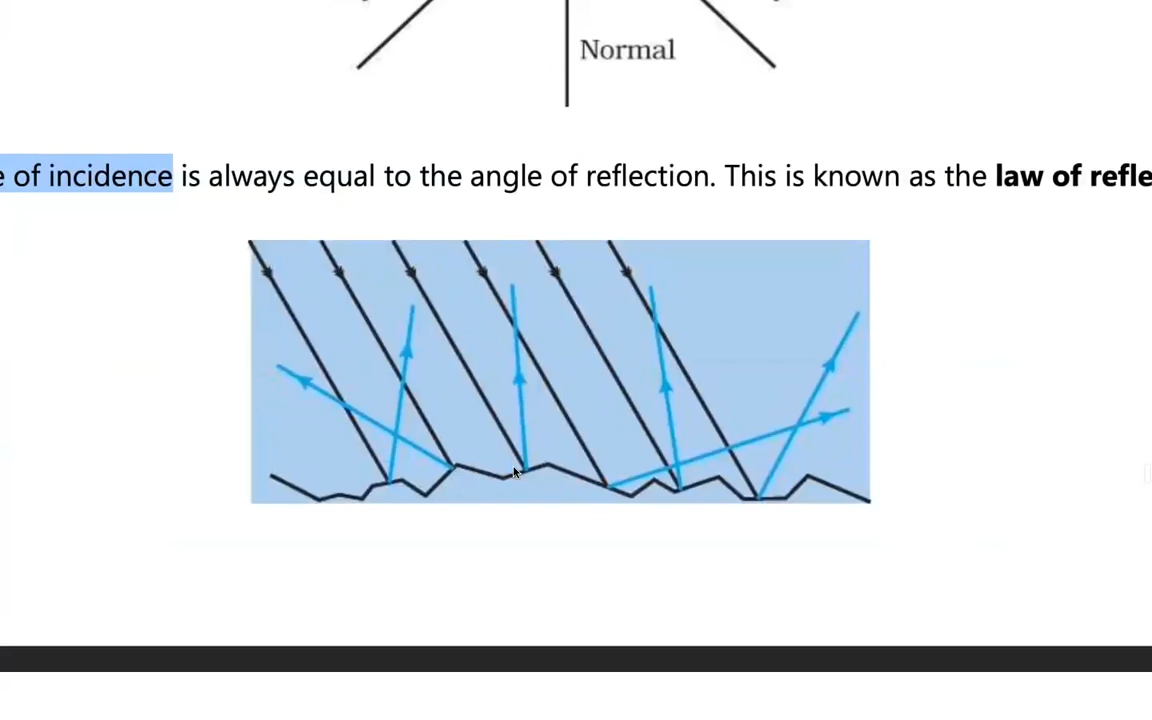 Normal
of incidence is always equal to the angle of reflection. This is known as the law of refle